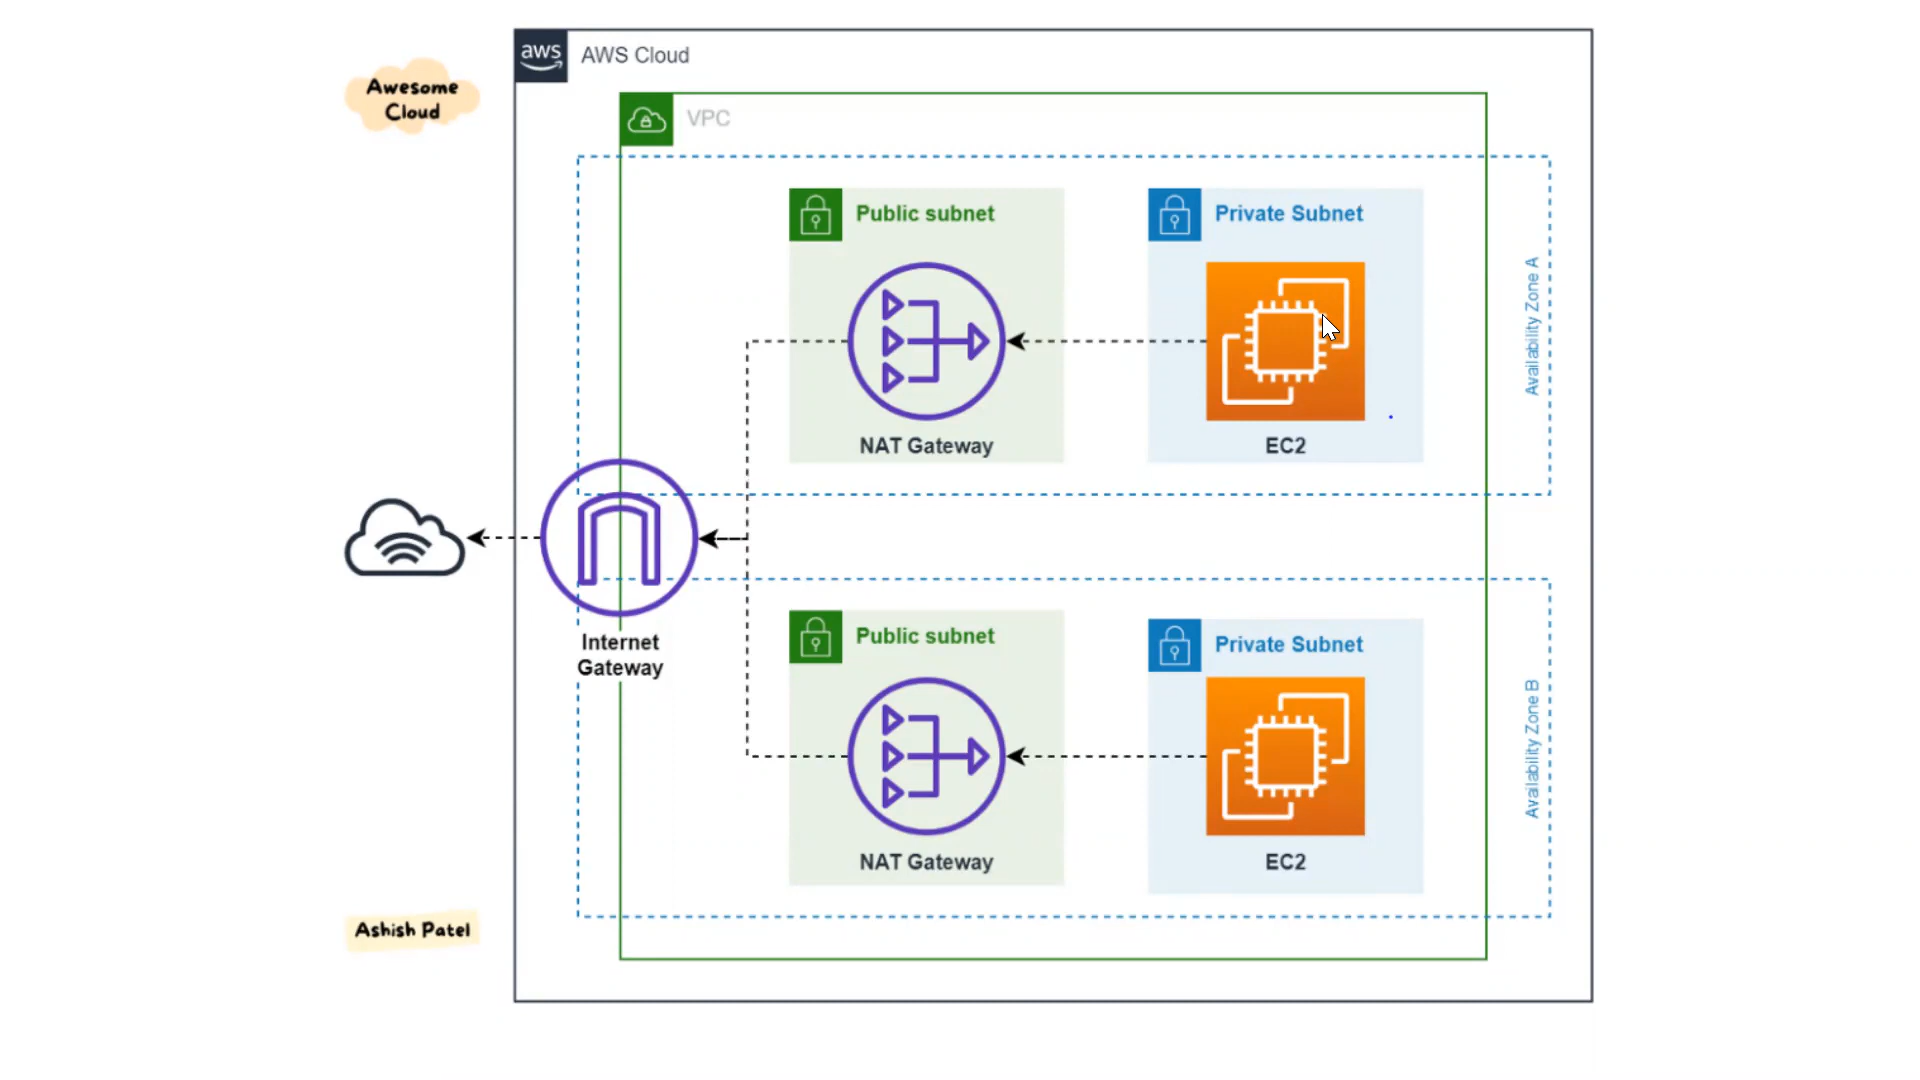 aws
AWS Cloud
Awesome
Cloud
VPC
Public subnet
Private Subnet
Availability Zone A
NAT Gateway
EC2
Internet
Gateway
Public subnet
Private Subnet
Availability Zone B
NAT Gateway
EC2
Ashish Patel